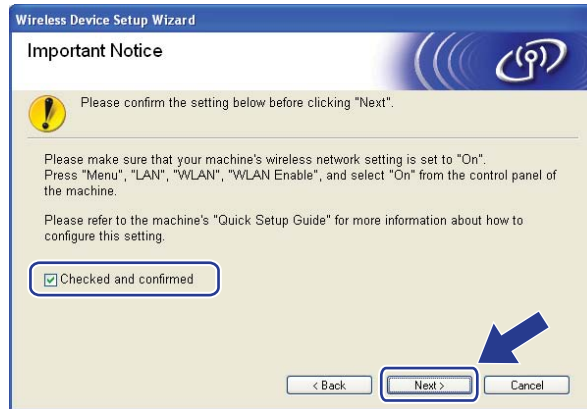 Wireless Device Setup Wizard
Important Notice
Please confirm the setting below before clicking "Next".
Please make sure that your machine's wireless network setting is set to "On".
Press "Menu", "LAN", "WLAN", "WLAN Enable", and select "On" from the control panel of
the machine.
Please refer to the machine's "Quick Setup Guide" for more information about how to
configure this setting.
Checked and confirmed
< Back
Next >
Cancel